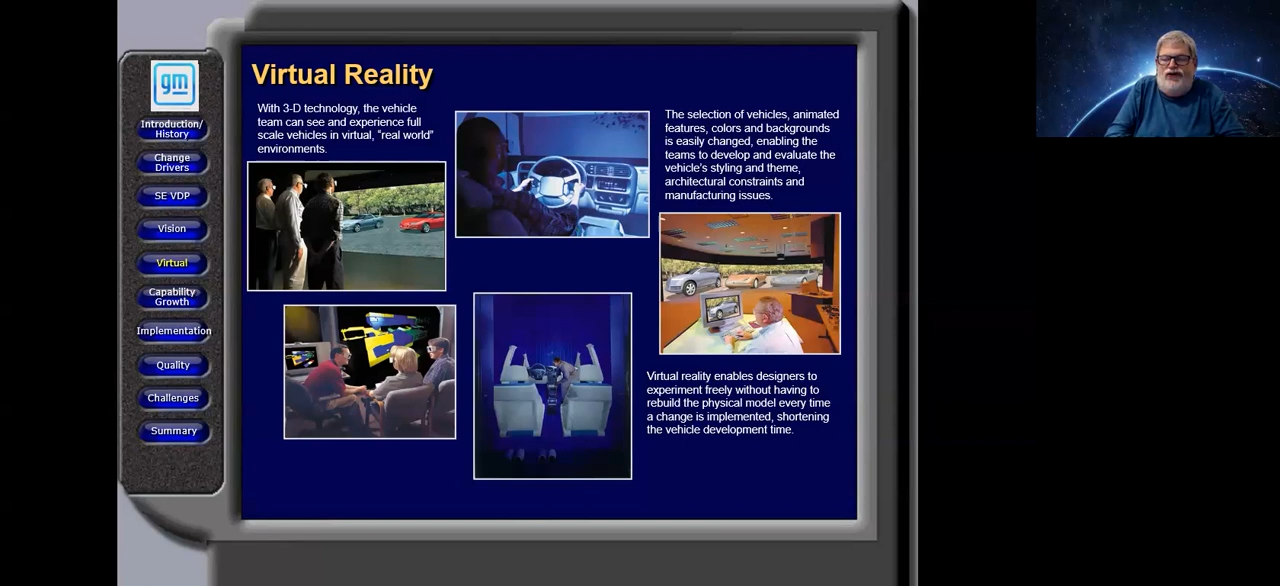 gm
Introduction/
History
Change
Drivers
SE VDP
Vision
Virtual
Capability
Growth
Implementation
Quality
Challenges
Summary
Virtual Reality
With 3-D technology, the vehicle
team can see and experience full
scale vehicles in virtual, “real world”
environments.
The selection of vehicles, animated
features, colors and backgrounds
is easily changed, enabling the
teams to develop and evaluate the
vehicle’s styling and theme,
architectural constraints and
manufacturing issues.
Virtual reality enables designers to
experiment freely without having to
rebuild the physical model every time
a change is implemented, shortening
the vehicle development time.